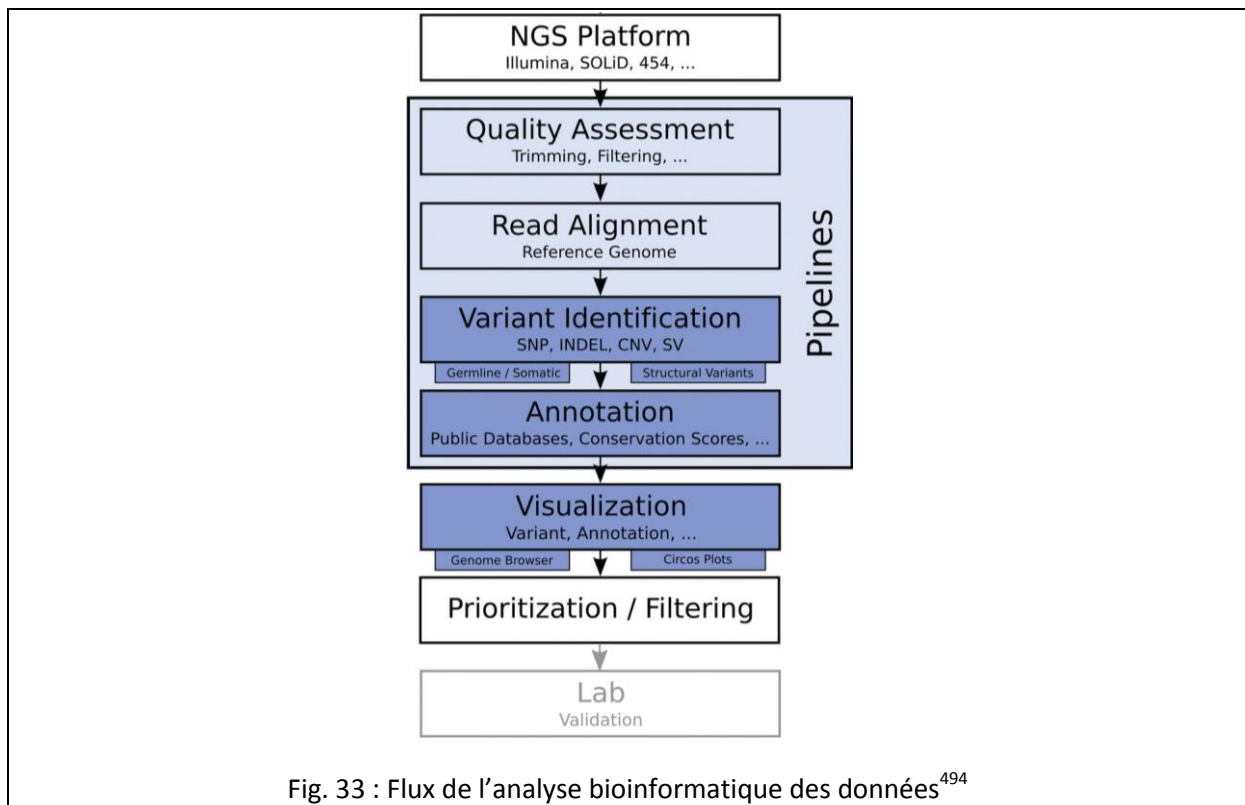 NGS Platform
Illumina, SOLiD, 454, ...
Quality Assessment
Trimming, Filtering, ...
Read Alignment
Reference Genome
Variant Identification
SNP, INDEL, CNV, SV
Germline / Somatic
Structural Variants
Annotation
Public Databases, Conservation Scores, ...
Pipelines
Visualization
Variant, Annotation, ...
Genome Browser
Circos Plots
Prioritization / Filtering
Lab
Validation
Fig. 33 : Flux de l’analyse bioinformatique des données494